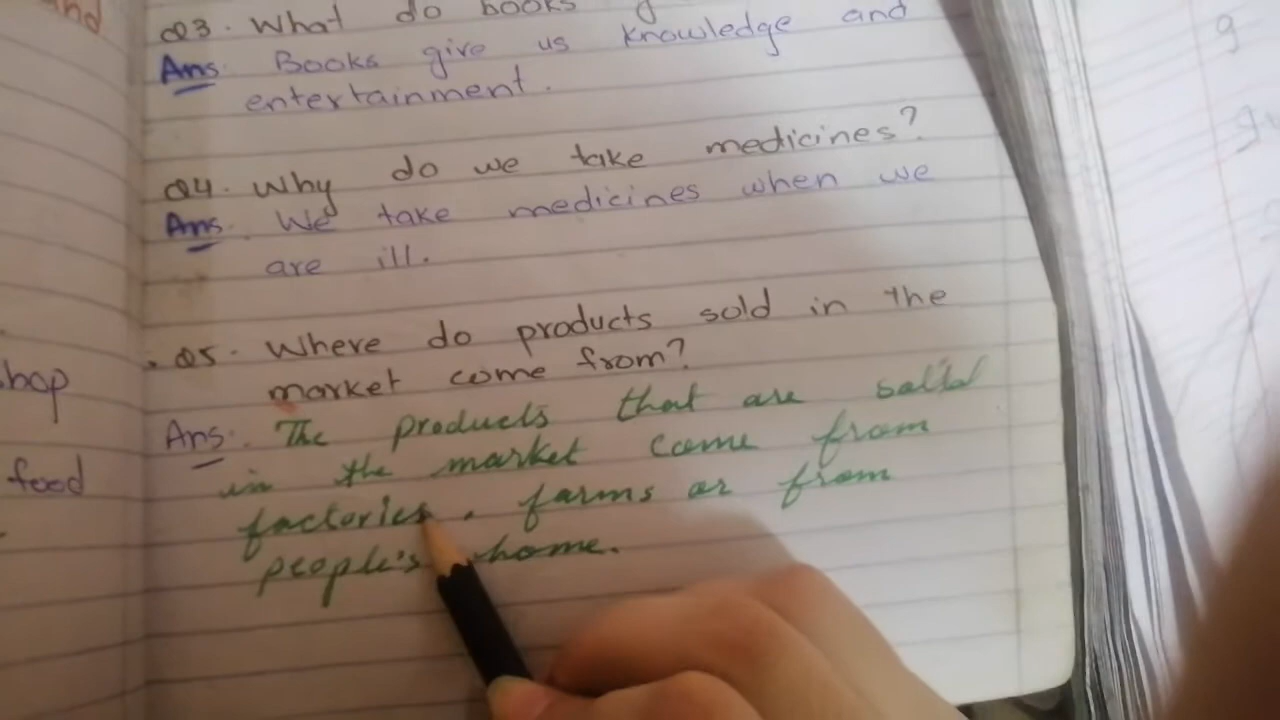 nd
Q3. What do books g
Ans. Books give us knowledge and
entertainment.
Q4. Why do we take medicines?
Ans. We take medicines when we
are ill.
Q5. Where do products sold in the
market come from?
Ans. The products that are salld
in the market come from
factories. farms or from
people's home.
hop
food
g